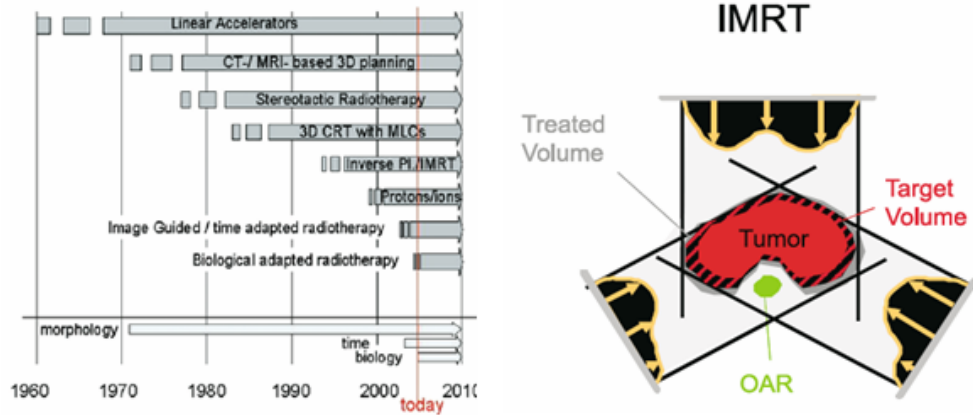 Linear Accelerators
CT-/ MRI- based 3D planning
Stereotactic Radiotherapy
3D CRT with MLCs
Inverse Pl./IMRT
Protons/ions
Image Guided / time adapted radiotherapy
Biological adapted radiotherapy
morphology
time
biology
1960 1970 1980 1990 2000 2010
today
IMRT
Treated
Volume
Target
Volume
Tumor
OAR